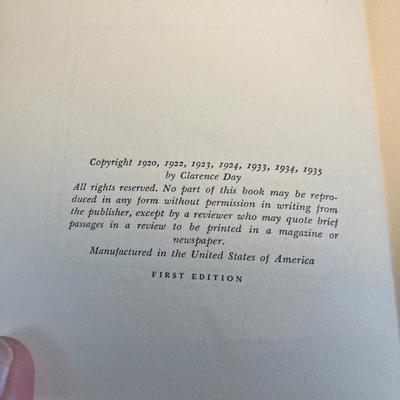 Copyright 1920, 1922, 1923, 1924, 1933, 1934, 1935
by Clarence Day
All rights reserved. No part of this book may be repro-
duced in any form without permission in writing from
the publisher, except by a reviewer who may quote brief
passages in a review to be printed in a magazine or
newspaper.
Manufactured in the United States of America
FIRST EDITION